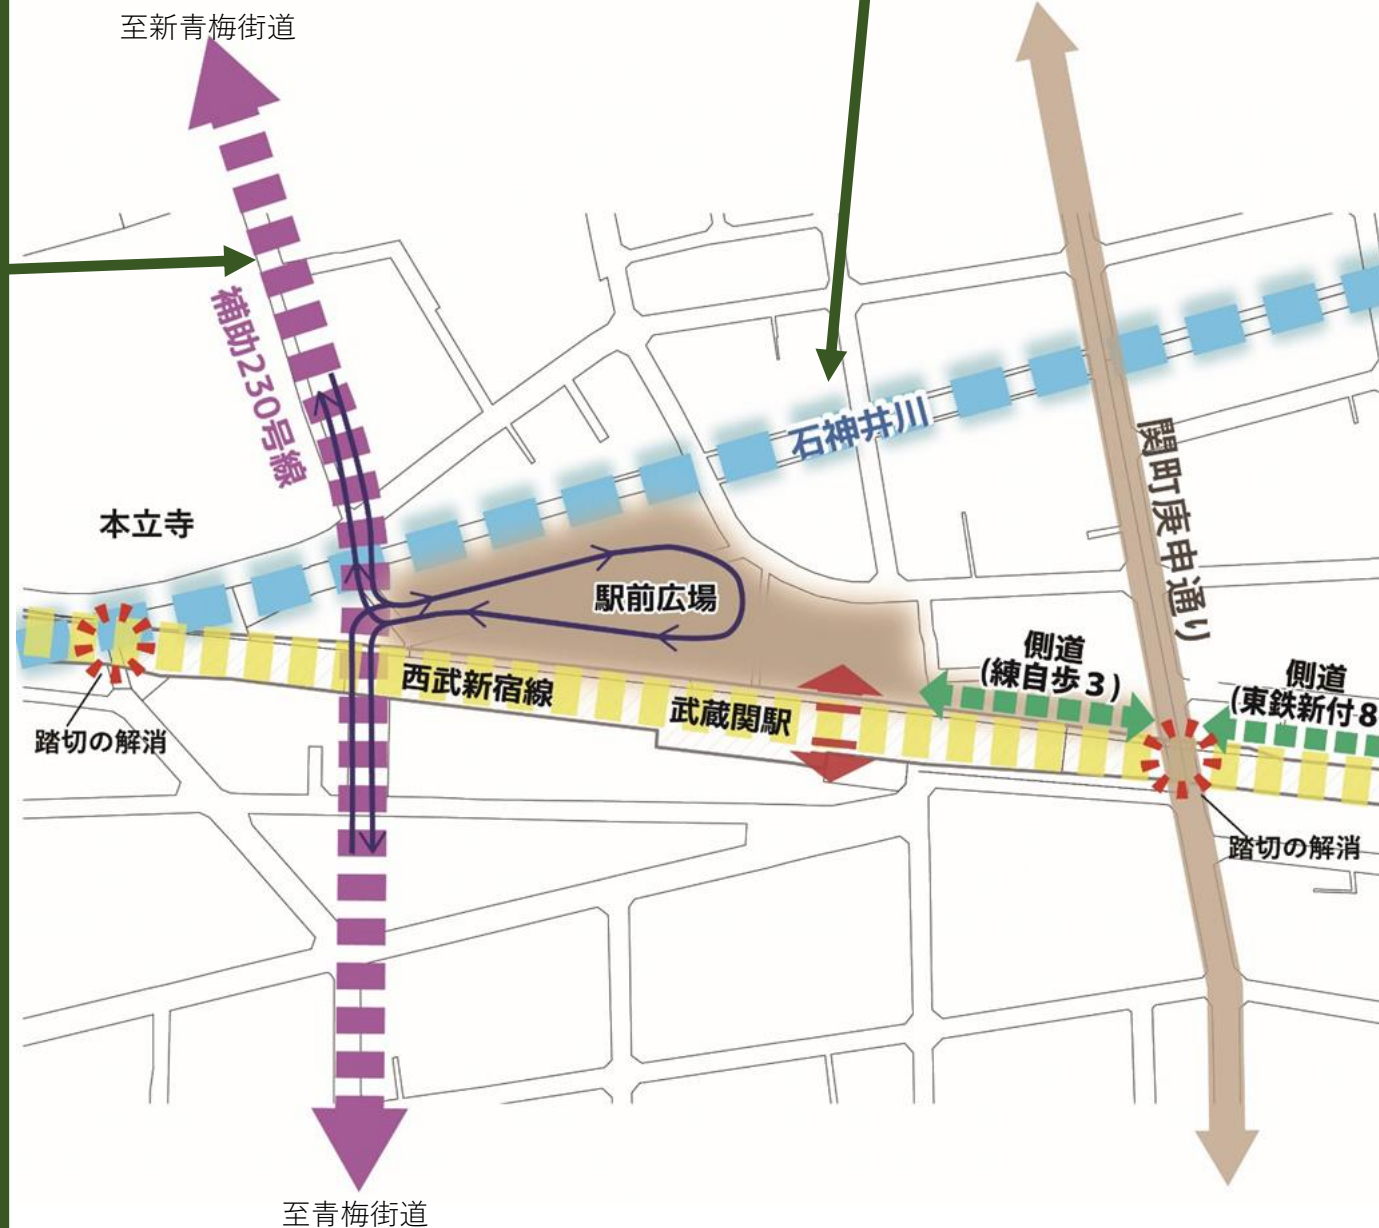 至新青梅街道
補助230号線
石神井川
関町庚申通り
本立寺
駅前広場
側道
(練自歩3)
側道
(東鉄新付8
西武新宿線
武蔵関駅
踏切の解消
踏切の解消
至青梅街道